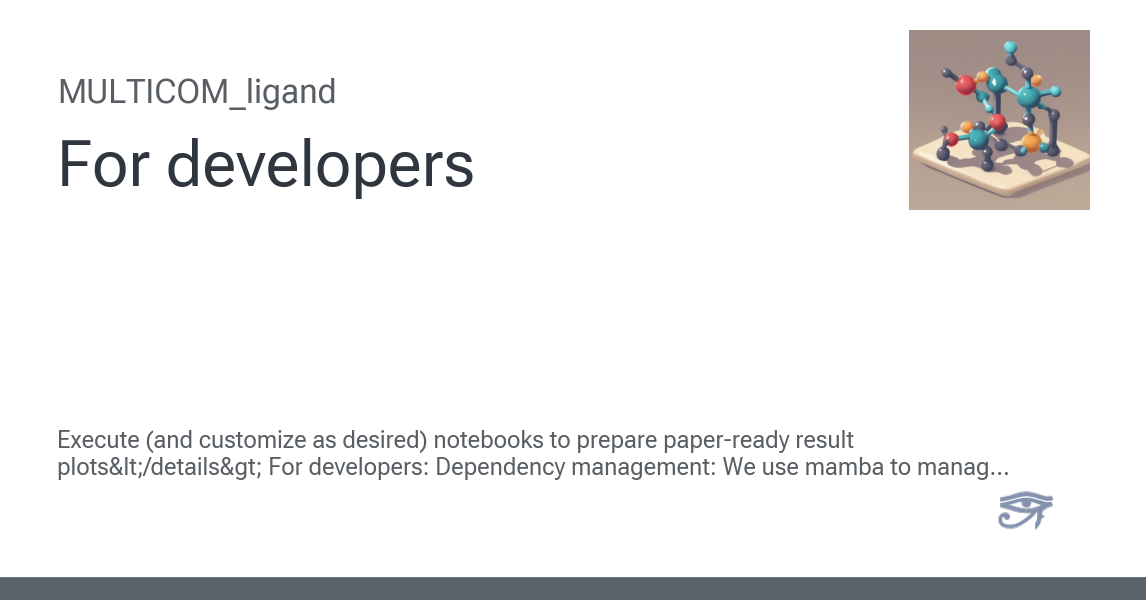 MULTICOM_ligand
For developers
Execute (and customize as desired) notebooks to prepare paper-ready result
plots&lt;/details&gt; For developers: Dependency management: We use mamba to manag...